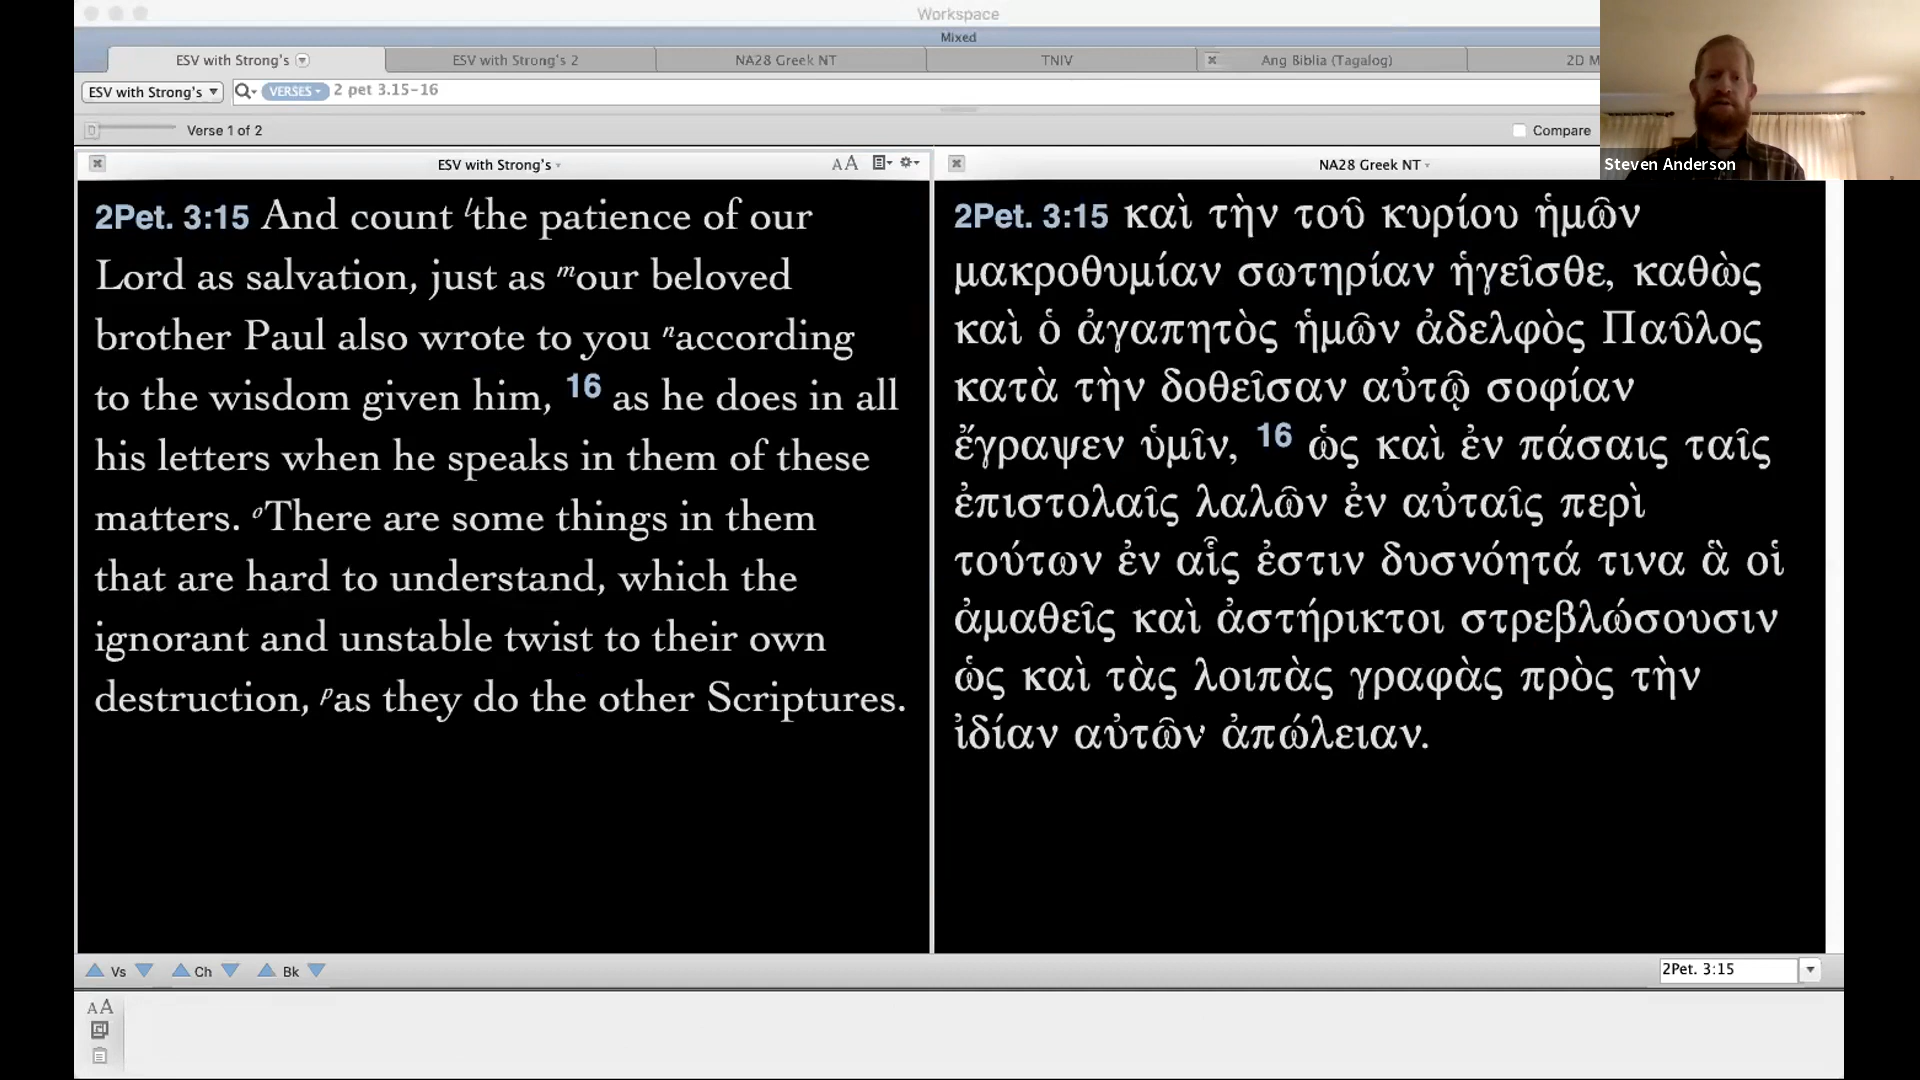 Workspace
Mixed
ESV with Strong's
ESV with Strong's 2
NA28 Greek NT
TNIV
Ang Biblia (Tagalog)
2D M
ESV with Strong's
VERSES
2 pet 3.15-16
Verse 1 of 2
Compare
Steven Anderson
ESV with Strong's
AA
NA28 Greek NT
2Pet. 3:15 And count lthe patience of our
Lord as salvation, just as mour beloved
brother Paul also wrote to you naccording
to the wisdom given him, 16 as he does in all
his letters when he speaks in them of these
matters. oThere are some things in them
that are hard to understand, which the
ignorant and unstable twist to their own
destruction, pas they do the other Scriptures.
2Pet. 3:15 καὶ τὴν τοῦ κυρίου ἡμῶν
μακροθυμίαν σωτηρίαν ἡγεῖσθε, καθὼς
καὶ ὁ ἀγαπητὸς ἡμῶν ἀδελφὸς Παῦλος
κατὰ τὴν δοθεῖσαν αὐτῷ σοφίαν
ἔγραψεν ὑμῖν, 16 ὡς καὶ ἐν πάσαις ταῖς
ἐπιστολαῖς λαλῶν ἐν αὐταῖς περὶ
τούτων ἐν αἷς ἐστιν δυσνόητά τινα ἃ οἱ
ἀμαθεῖς καὶ ἀστήρικτοι στρεβλώσουσιν
ὡς καὶ τὰς λοιπὰς γραφὰς πρὸς τὴν
ἰδίαν αὐτῶν ἀπώλειαν.
Vs
Ch
Bk
2Pet. 3:15
AA